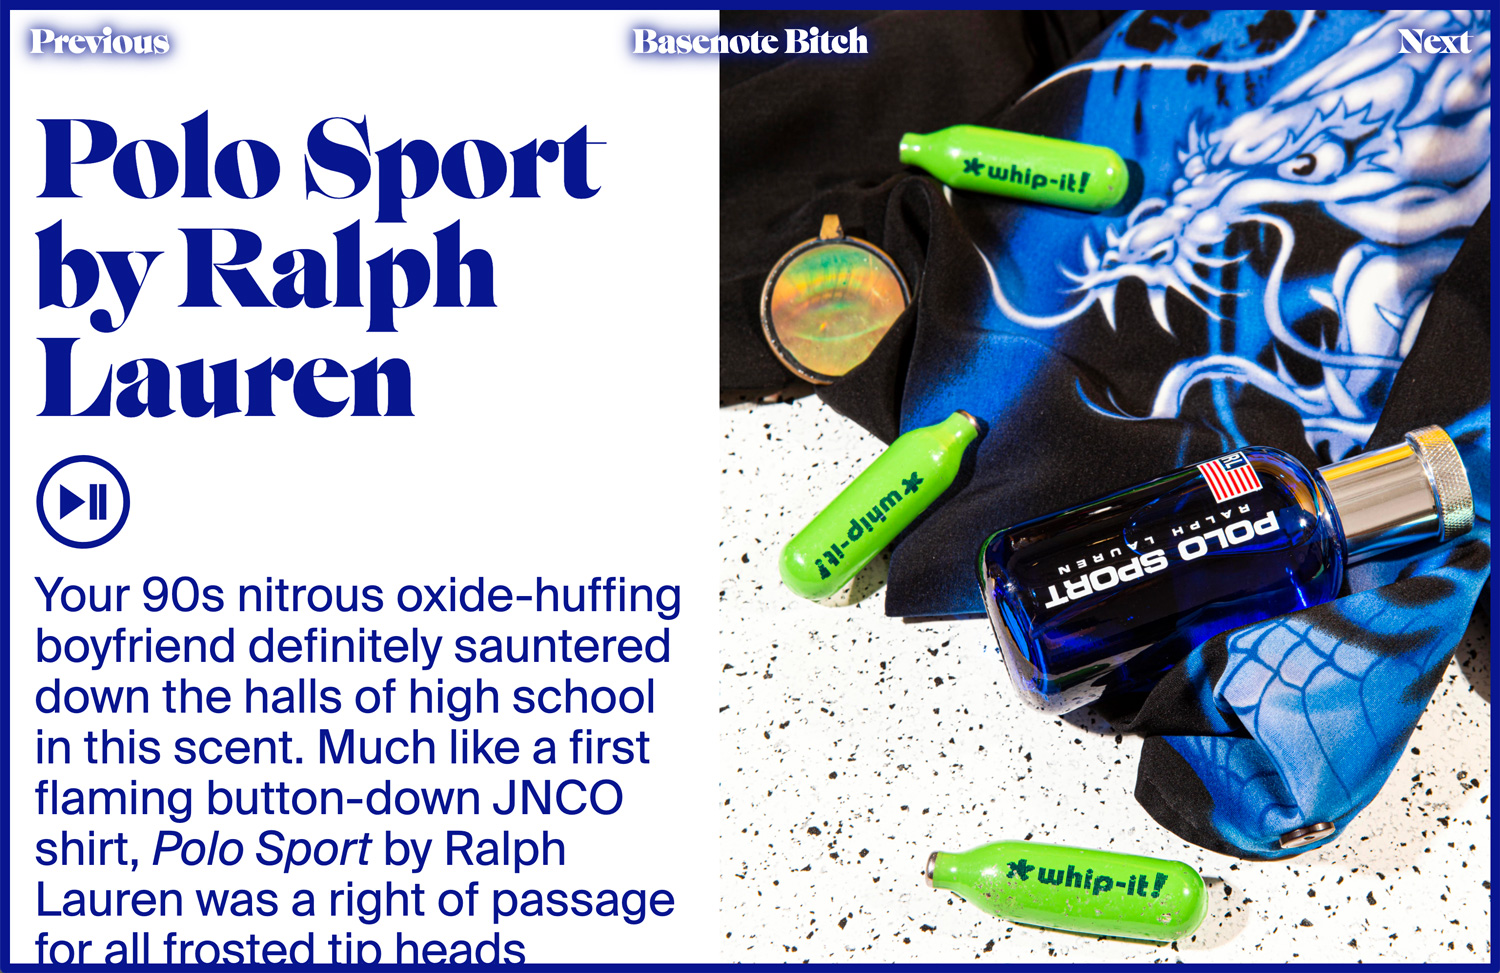 Previous
Basenote Bitch
Next
Polo Sport
by Ralph
Lauren
Your 90s nitrous oxide-huffing
boyfriend definitely sauntered
down the halls of high school
in this scent. Much like a first
flaming button-down JNCO
shirt, Polo Sport by Ralph
Lauren was a right of passage
for all frosted tip heads
*whip-it!
*whip-it!
RL
POLO SPORT
RALPH LAUREN
*whip-it!